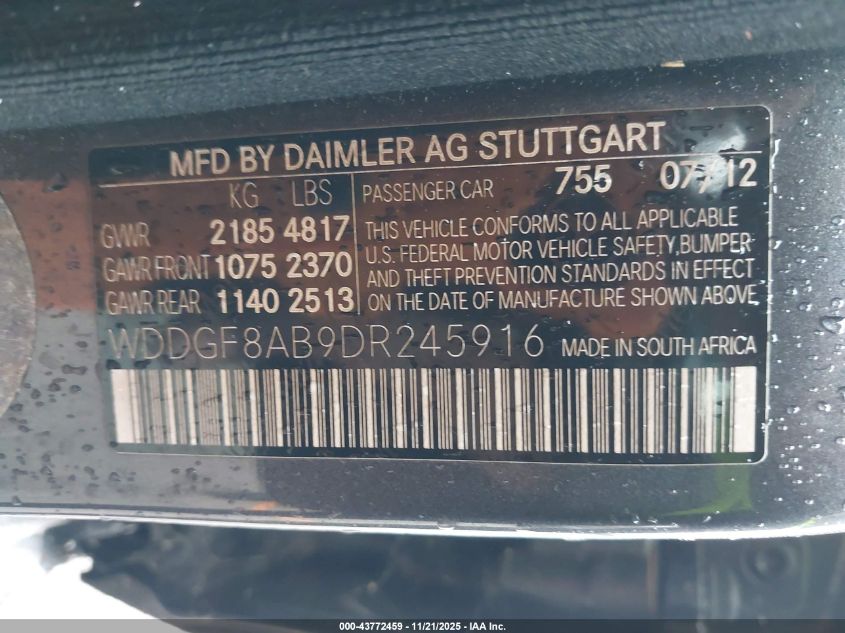 MFD BY DAIMLER AG STUTTGART
KG LBS PASSENGER CAR 755 07/12
GVWR 2185 4817 THIS VEHICLE CONFORMS TO ALL APPLICABLE
U.S. FEDERAL MOTOR VEHICLE SAFETY,BUMPER
GAWR FRONT 1075 2370 AND THEFT PREVENTION STANDARDS IN EFFECT
GAWR REAR 1140 2513 ON THE DATE OF MANUFACTURE SHOWN ABOVE
WDDGF8AB9DR245916 MADE IN SOUTH AFRICA
000-43772459 - 11/21/2025 - IAA Inc.